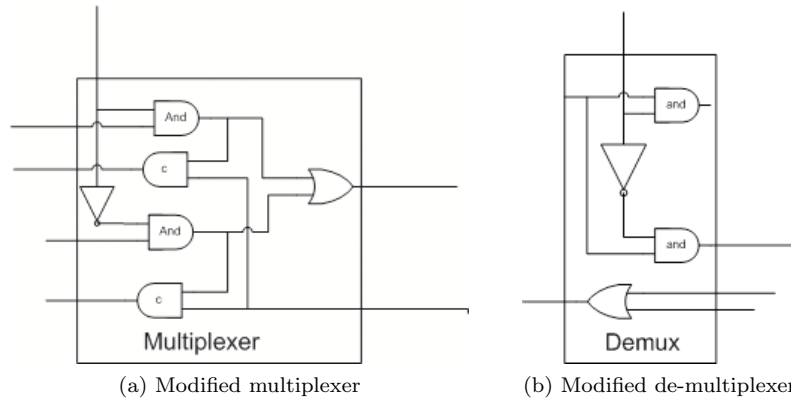 And
c
And
c
Multiplexer
and
and
Demux
(a) Modified multiplexer
(b) Modified de-multiplexer